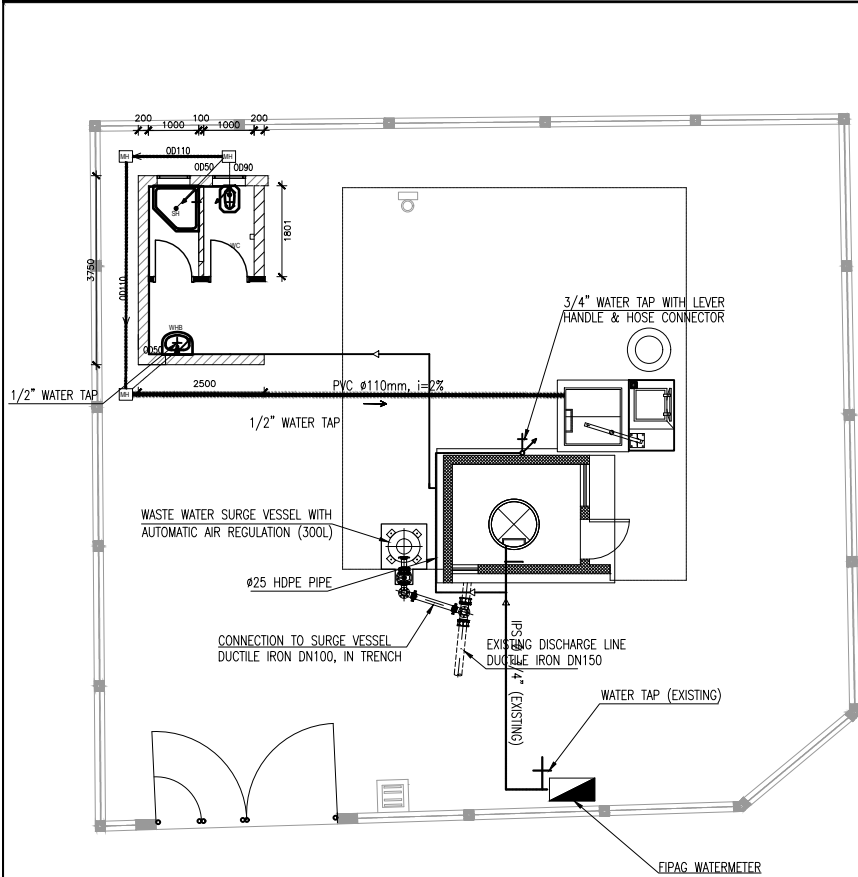 200
100
200
1000
1000
OD110
MH
MH
OD50
OD90
SH
WC
1801
3750
OD110
WHB
OD50
MH
2500
PVC ø110mm, i=2%
1/2" WATER TAP
1/2" WATER TAP
3/4" WATER TAP WITH LEVER
HANDLE & HOSE CONNECTOR
WASTE WATER SURGE VESSEL WITH
AUTOMATIC AIR REGULATION (300L)
ø25 HDPE PIPE
CONNECTION TO SURGE VESSEL
DUCTILE IRON DN100, IN TRENCH
EXISTING DISCHARGE LINE
DUCTILE IRON DN150
(EXISTING)
WATER TAP (EXISTING)
FIPAG WATERMETER